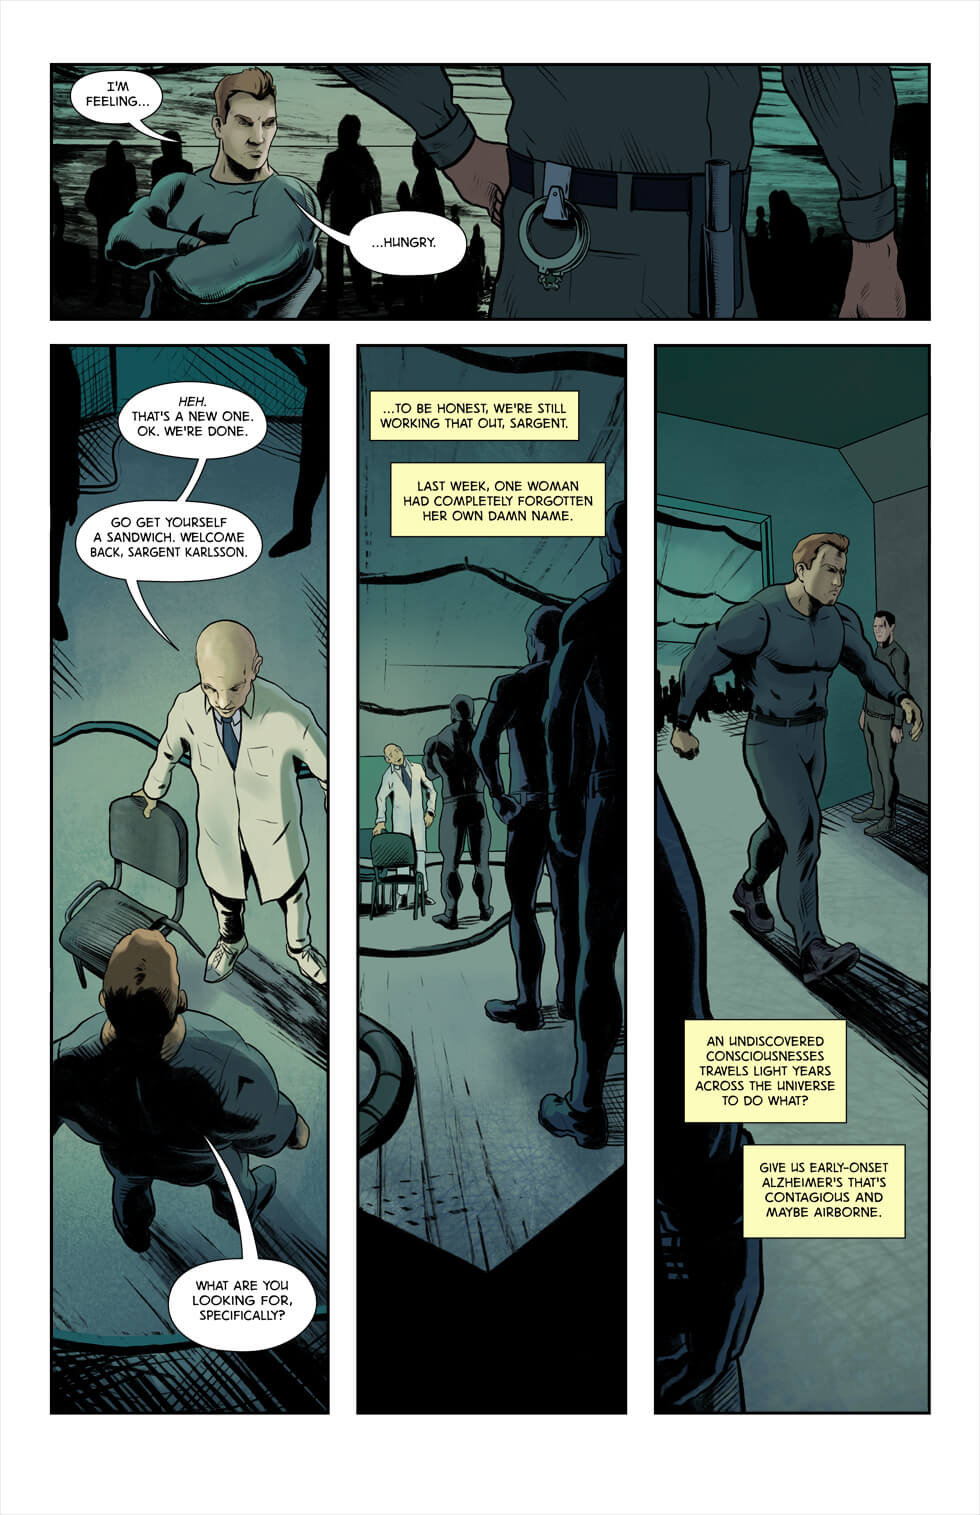 I'M
FEELING...
...HUNGRY.
HEH.
THAT'S A NEW ONE.
OK. WE'RE DONE.
GO GET YOURSELF
A SANDWICH. WELCOME
BACK, SARGENT KARLSSON.
WHAT ARE YOU
LOOKING FOR,
SPECIFICALLY?
...TO BE HONEST, WE'RE STILL
WORKING THAT OUT, SARGENT.
LAST WEEK, ONE WOMAN
HAD COMPLETELY FORGOTTEN
HER OWN DAMN NAME.
AN UNDISCOVERED
CONSCIOUSNESSES
TRAVELS LIGHT YEARS
ACROSS THE UNIVERSE
TO DO WHAT?
GIVE US EARLY-ONSET
ALZHEIMER'S THAT'S
CONTAGIOUS AND
MAYBE AIRBORNE.